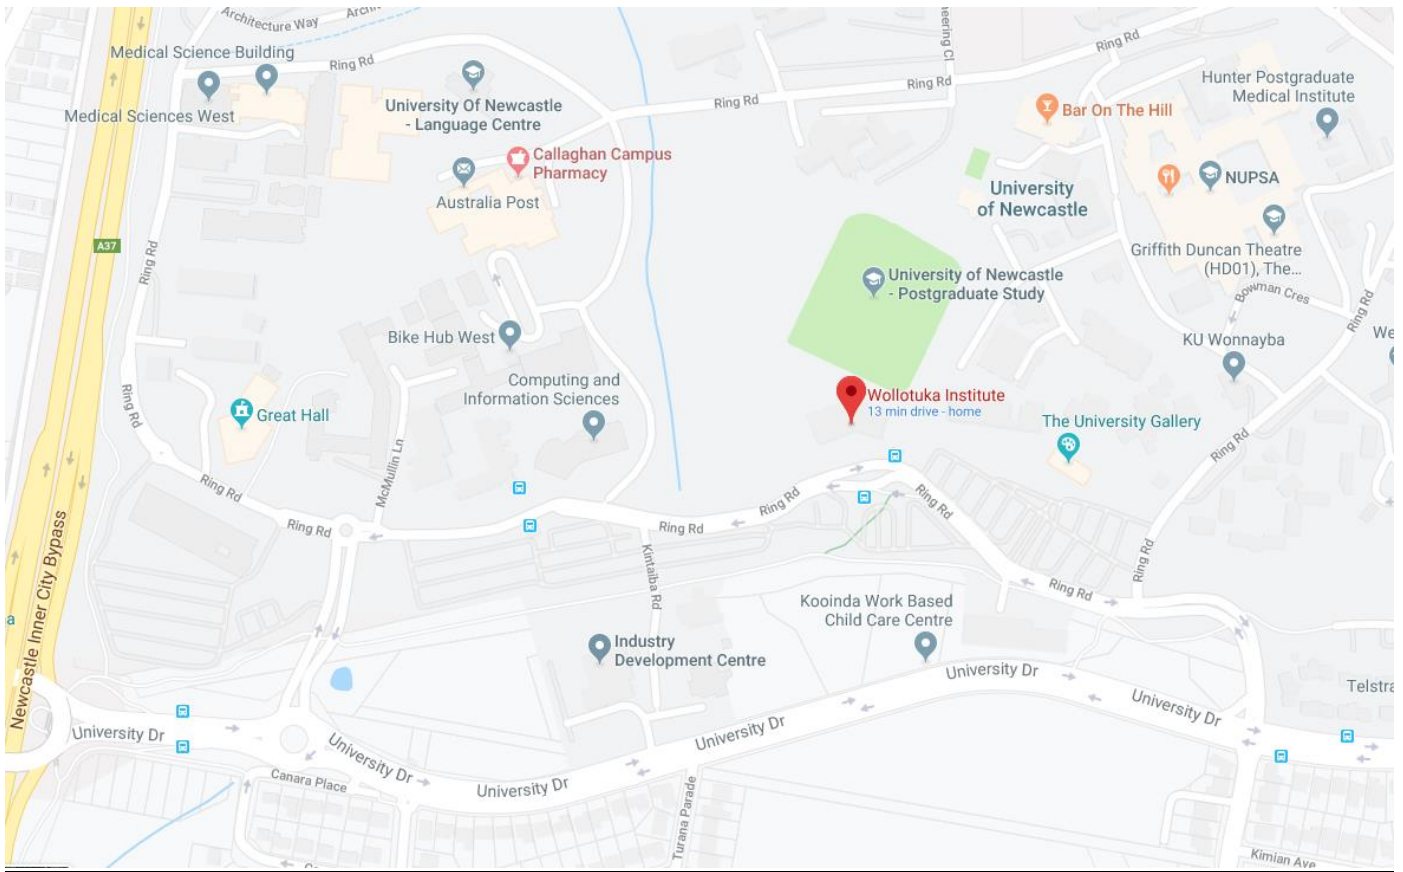 Architecture Way
Ring Rd
Ring Rd
Medical Science Building
Ring Rd
Medical Sciences West
University Of Newcastle
- Language Centre
Ring Rd
Ring Rd
Bar On The Hill
Hunter Postgraduate
Medical Institute
Callaghan Campus
Pharmacy
Australia Post
University
of Newcastle
NUPSA
A37
Ring Rd
Griffith Duncan Theatre
(HD01), The...
University of Newcastle
- Postgraduate Study
Bowman Cres
Ring Rd
Bike Hub West
KU Wonnayba
We
Computing and
Information Sciences
Ring Rd
Great Hall
Wollotuka Institute
13 min drive - home
The University Gallery
Ring Rd
McMullin Ln
Ring Rd
Ring Rd
Ring Rd
Ring Rd
Ring Rd
Newcastle Inner City Bypass
Kintaiba Rd
Ring Rd
Ring Rd
Kooinda Work Based
Child Care Centre
a
Industry
Development Centre
University Dr
Telstra
University Dr
University Dr
University Dr
University Dr
University Dr
Canara Place
Turana Parade
Kimian Ave